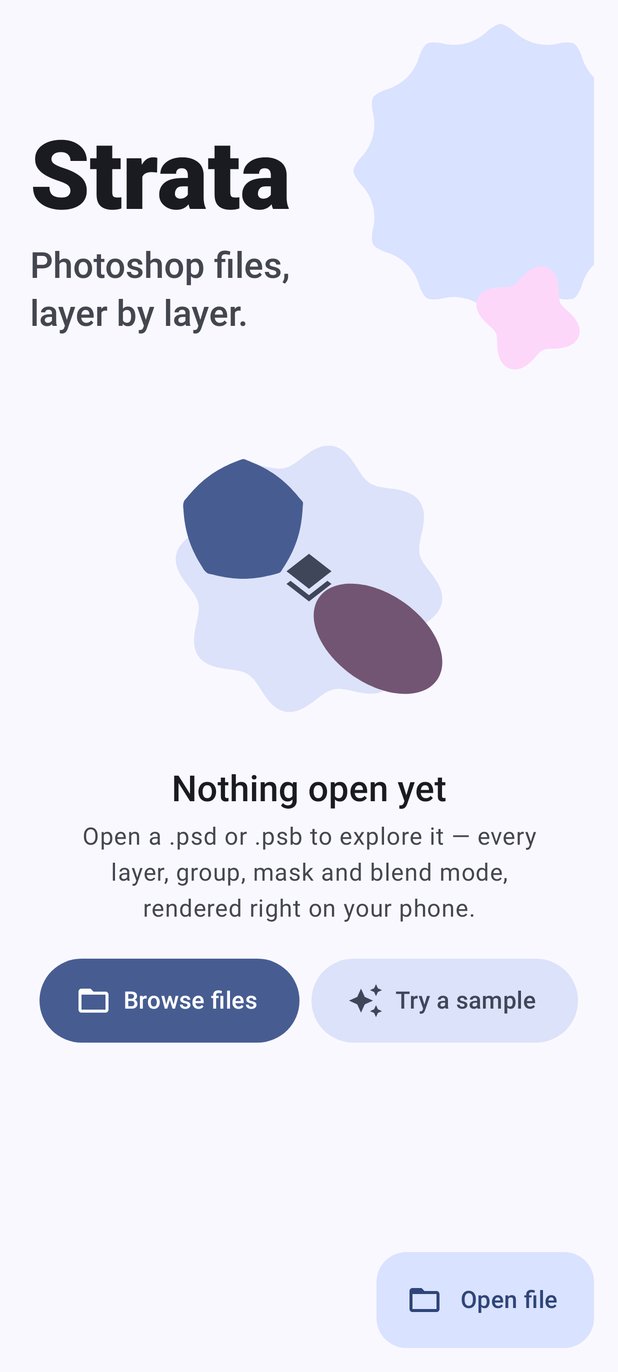 Strata
Photoshop files,
layer by layer.
Nothing open yet
Open a .psd or .psb to explore it — every
layer, group, mask and blend mode,
rendered right on your phone.
Browse files
Try a sample
Open file